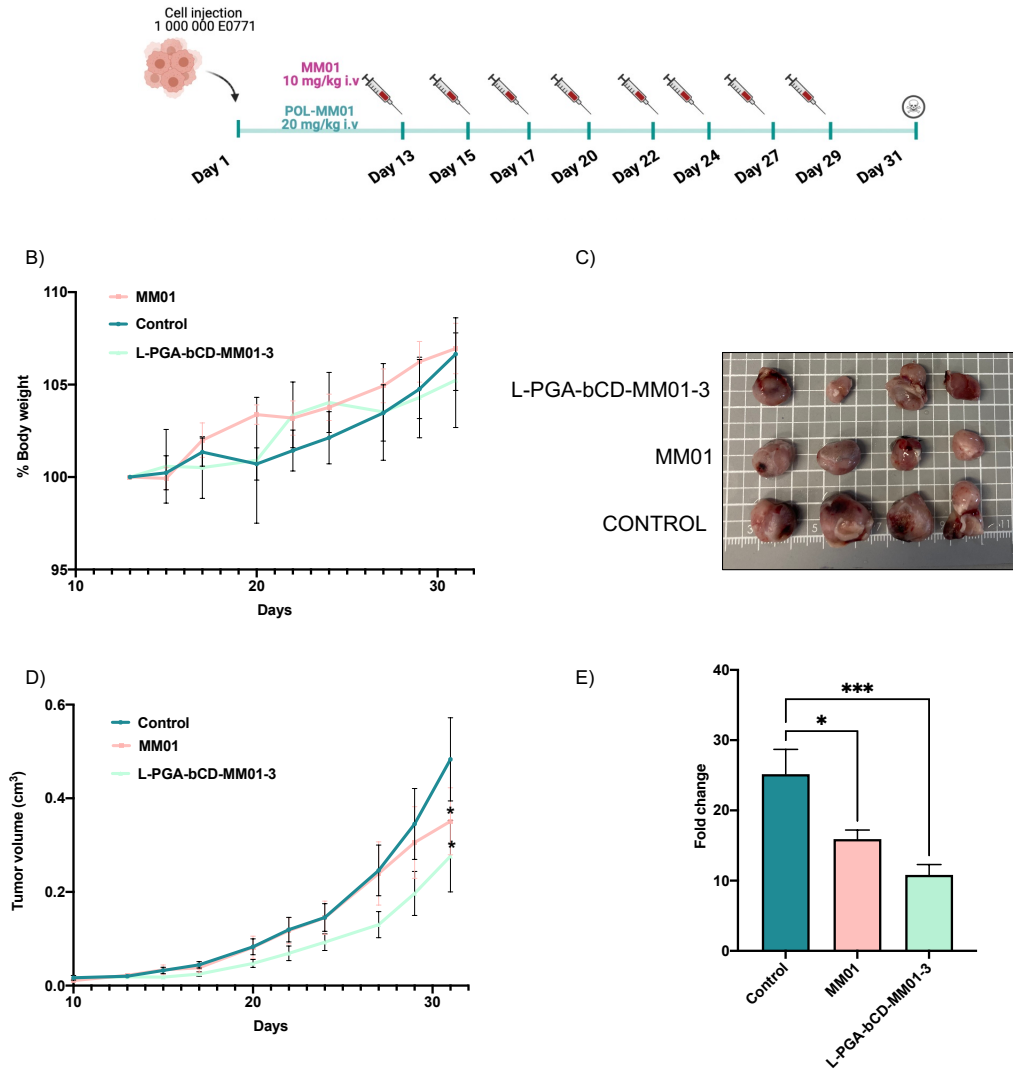 Cell injection
1 000 000 E0771
MM01
10 mg/kg i.v
POL-MM01
20 mg/kg i.v
Day 1
Day 13
Day 15
Day 17
Day 20
Day 22
Day 24
Day 27
Day 29
Day 31
B)
110
105
100
95
% Body weight
MM01
Control
L-PGA-bCD-MM01-3
10
20
30
Days
C)
L-PGA-bCD-MM01-3
MM01
CONTROL
3
5
7
11
D)
0.6
0.4
0.2
0.0
Tumor volume (cm³)
Control
MM01
L-PGA-bCD-MM01-3
*
*
10
20
30
Days
E)
40
30
20
10
0
Fold change
***
*
Control
MM01
L-PGA-bCD-MM01-3